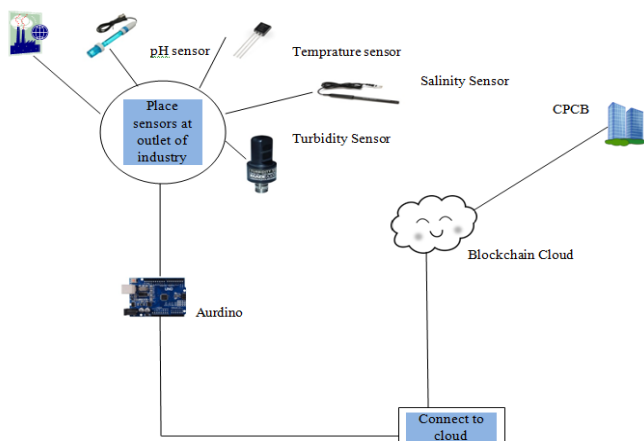 pH sensor
Temprature sensor
Salinity Sensor
Place
sensors at
outlet of
industry
Turbidity Sensor
CPCB
Blockchain Cloud
Aurdino
Connect to
cloud